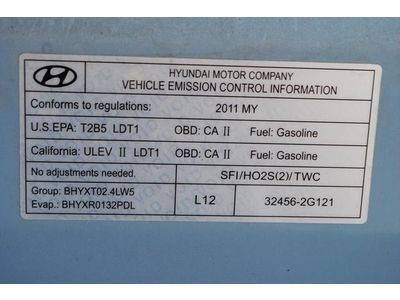 HYUNDAI MOTOR COMPANY
VEHICLE EMISSION CONTROL INFORMATION
Conforms to regulations: 2011 MY
U.S.EPA: T2B5 LDT1 OBD: CA II Fuel: Gasoline
California: ULEV II LDT1 OBD: CA II Fuel: Gasoline
No adjustments needed. SFI/HO2S(2)/TWC
Group: BHYXT02.4LW5
Evap.: BHYXR0132PDL
L12
32456-2G121